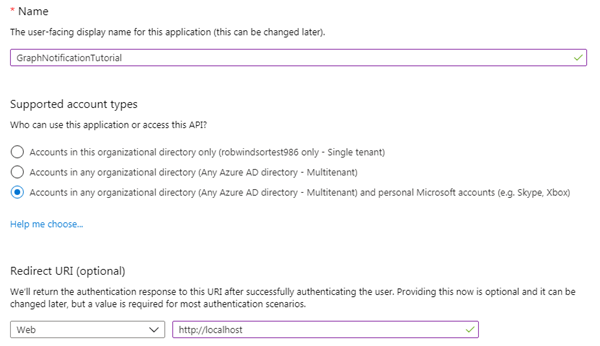 * Name
The user-facing display name for this application (this can be changed later).
GraphNotificationTutorial
Supported account types
Who can use this application or access this API?
Accounts in this organizational directory only (robwindsortest986 only - Single tenant)
Accounts in any organizational directory (Any Azure AD directory - Multitenant)
Accounts in any organizational directory (Any Azure AD directory - Multitenant) and personal Microsoft accounts (e.g. Skype, Xbox)
Help me choose...
Redirect URI (optional)
We'll return the authentication response to this URI after successfully authenticating the user. Providing this now is optional and it can be
changed later, but a value is required for most authentication scenarios.
Web
http://localhost